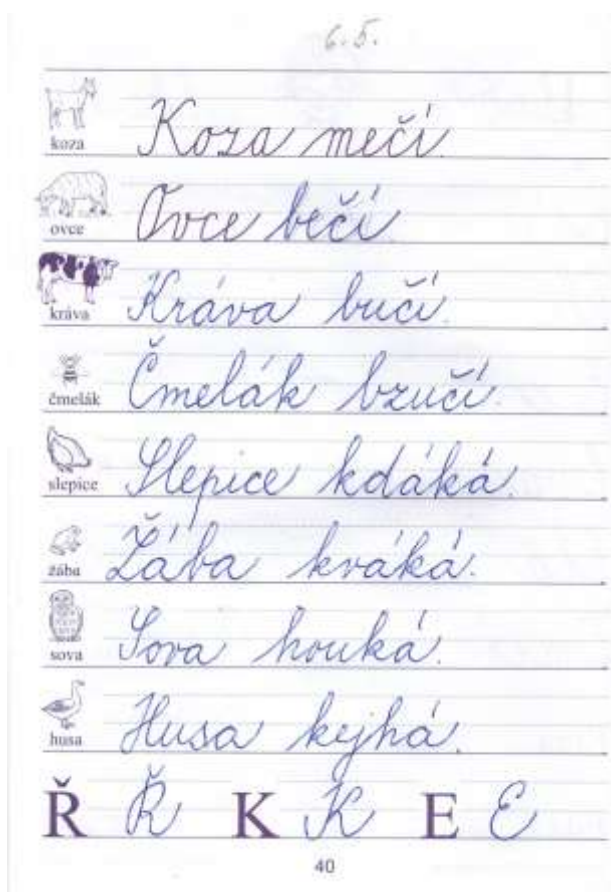 6. 5.
koza Koza mečí.
ovce Ovce bečí.
kráva Kráva bučí.
čmelák Čmelák bzučí.
slepice Slepice kdáká.
žába Žába kváká.
sova Sova houká.
husa Husa kejhá.
Ř Ř K K E E
40